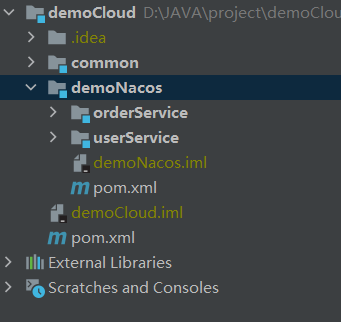 demoCloud D:\JAVA\project\demoClou
.idea
common
demoNacos
orderService
userService
demoNacos.iml
pom.xml
demoCloud.iml
pom.xml
External Libraries
Scratches and Consoles